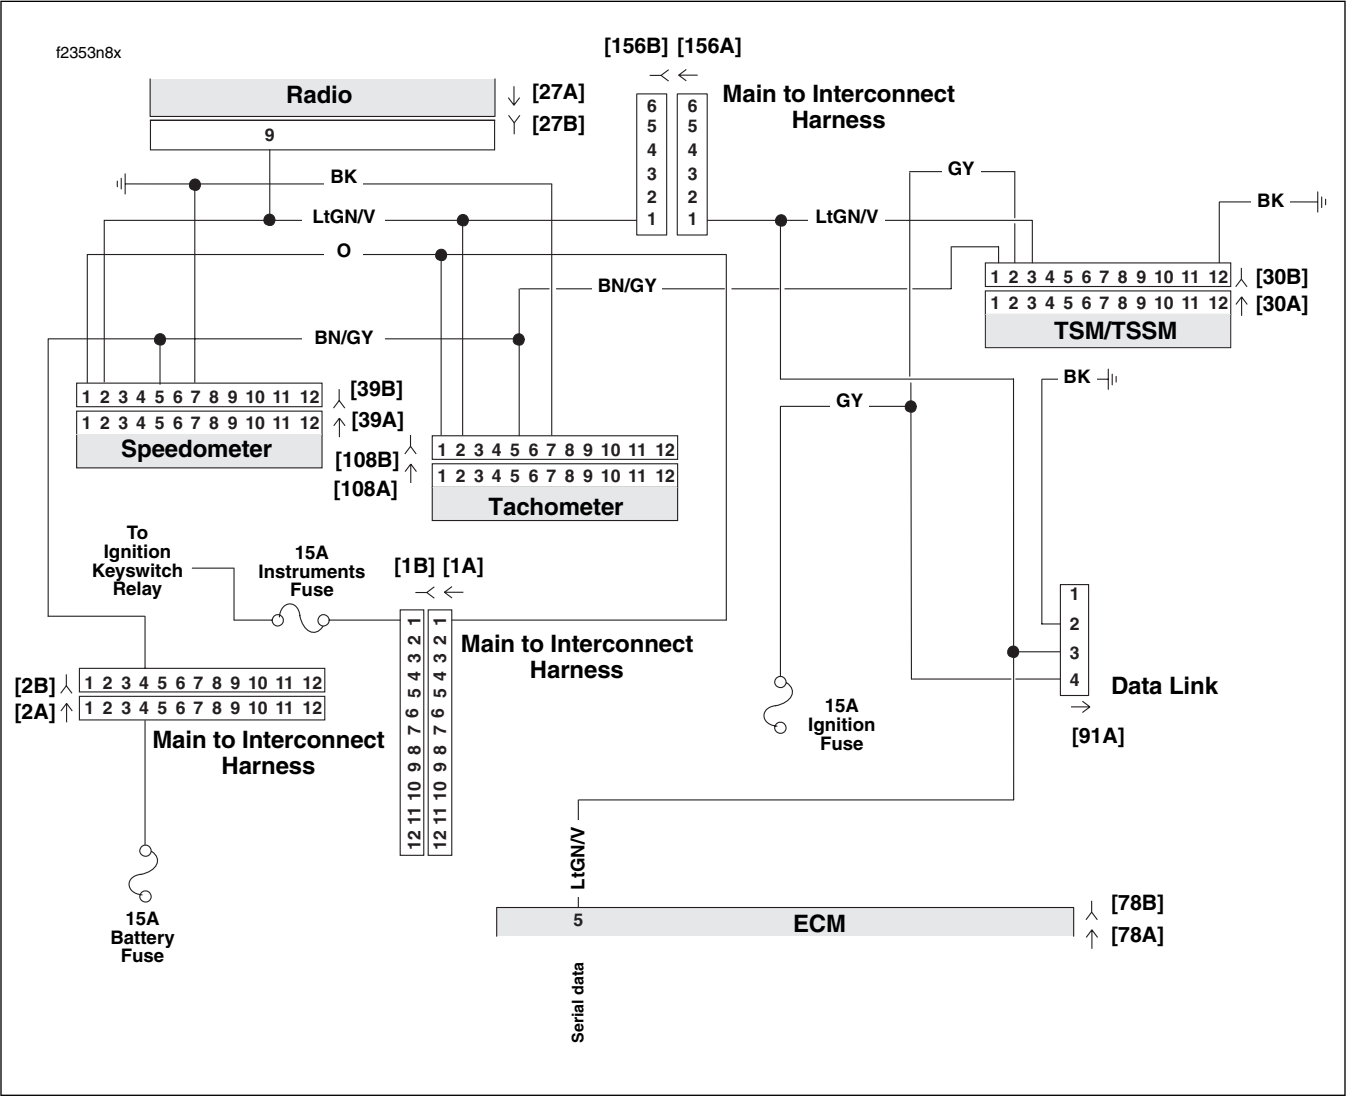 f2353n8x
[156B] [156A]
Radio
[27A]
[27B]
9
Main to Interconnect
Harness
6 6
5 5
4 4
3 3
2 2
1 1
BK
LtGN/V
O
BN/GY
BN/GY
LtGN/V
GY
BK
1 2 3 4 5 6 7 8 9 10 11 12
[30B]
1 2 3 4 5 6 7 8 9 10 11 12
[30A]
TSM/TSSM
1 2 3 4 5 6 7 8 9 10 11 12
[39B]
1 2 3 4 5 6 7 8 9 10 11 12
[39A]
Speedometer
BK
GY
1 2 3 4 5 6 7 8 9 10 11 12
[108B]
1 2 3 4 5 6 7 8 9 10 11 12
[108A]
Tachometer
To
Ignition
Keyswitch
Relay
15A
Instruments
Fuse
[1B] [1A]
1 2 3 4 5 6 7 8 9 10 11 12
1 2 3 4 5 6 7 8 9 10 11 12
Main to Interconnect
Harness
[2B]
1 2 3 4 5 6 7 8 9 10 11 12
[2A]
1 2 3 4 5 6 7 8 9 10 11 12
Main to Interconnect
Harness
15A
Battery
Fuse
15A
Ignition
Fuse
1
2
3
4
Data Link
[91A]
LtGN/V
5
ECM
[78B]
[78A]
Serial data